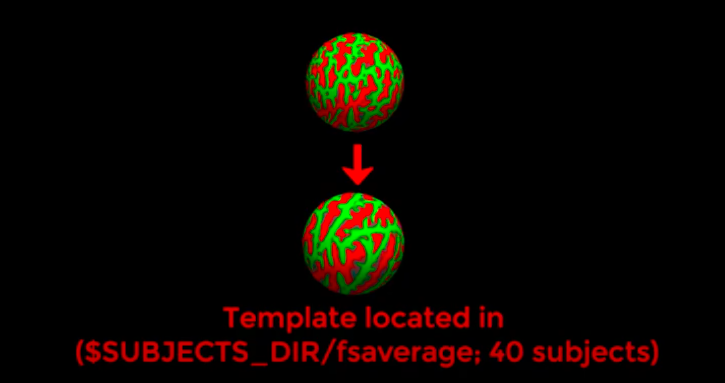 Template located in
($SUBJECTS_DIR/fsaverage; 40 subjects)